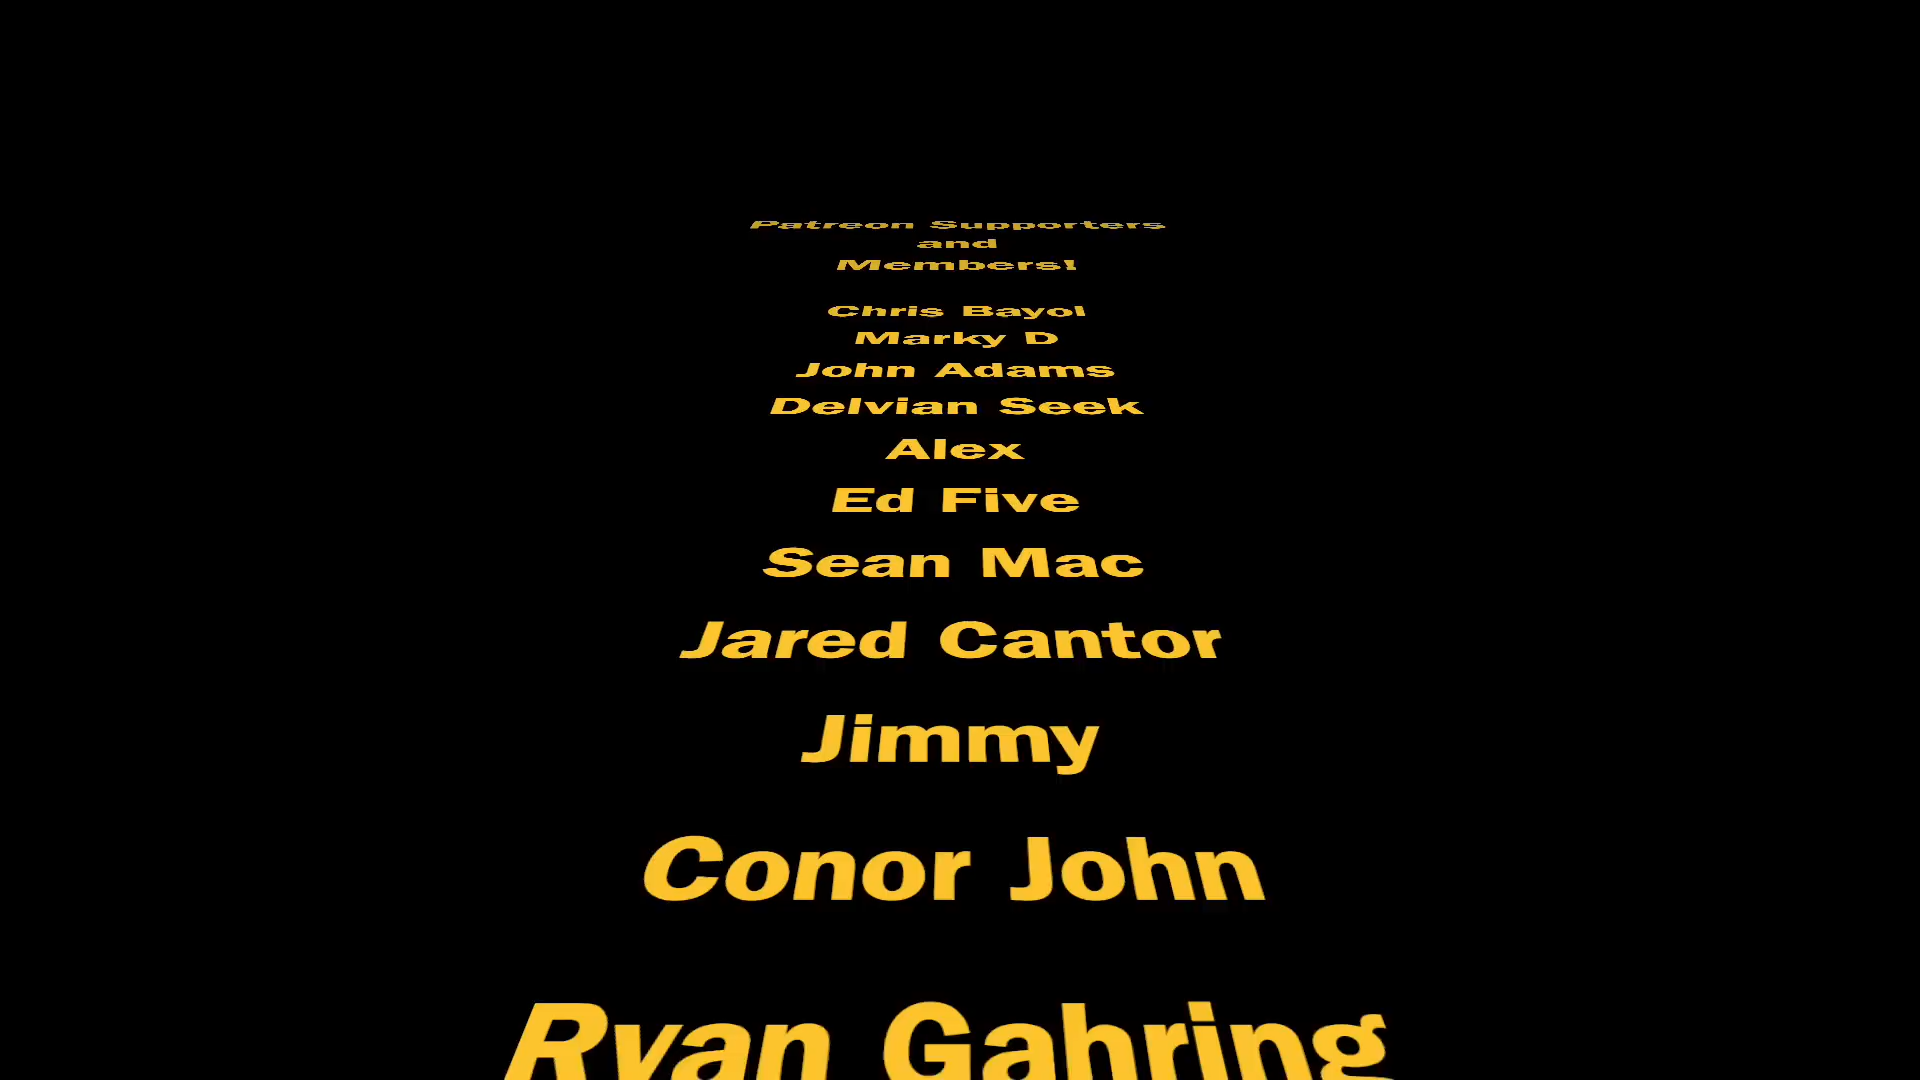 Patreon Supporters
and
Members!
Chris Bayol
Marky D
John Adams
Delvian Seek
Alex
Ed Five
Sean Mac
Jared Cantor
Jimmy
Conor John
Ryan Gahring